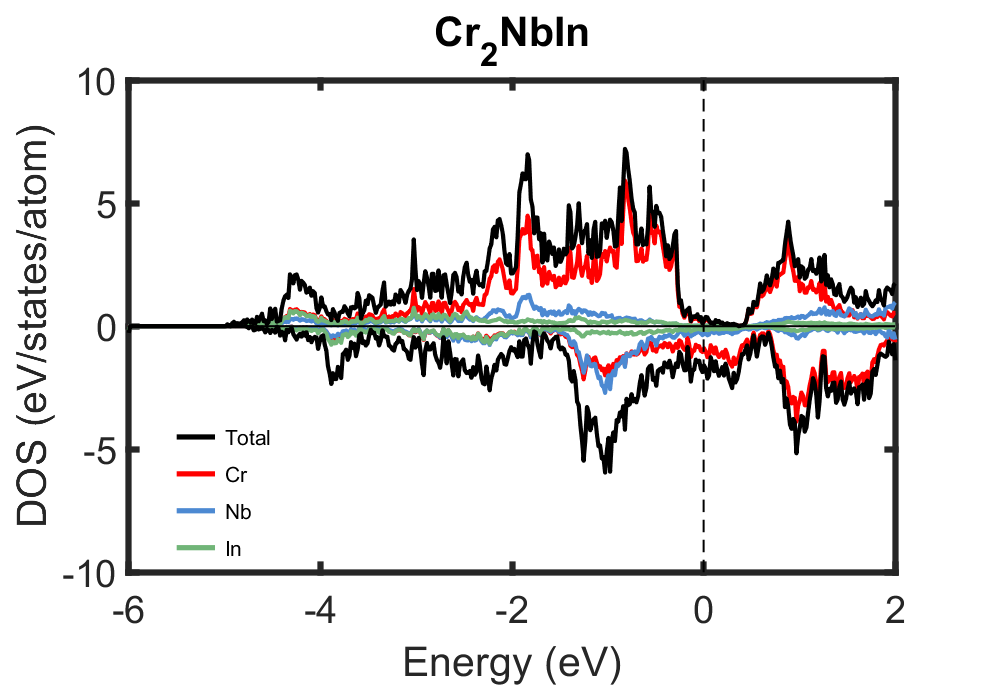 Cr2NbIn
10
5
0
-5
-10
DOS (eV/states/atom)
Total
Cr
Nb
In
-6
-4
-2
0
2
Energy (eV)